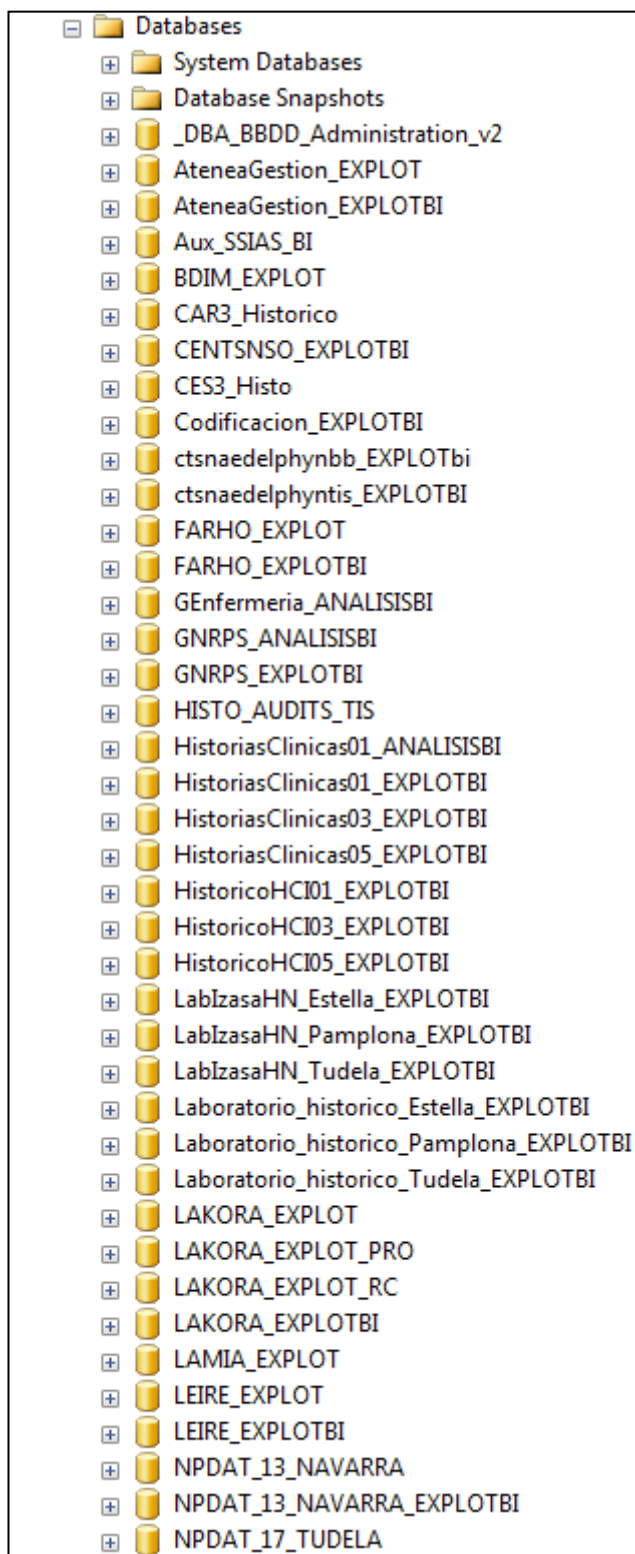 Databases
System Databases
Database Snapshots
_DBA_BBDD_Administration_v2
AteneaGestion_EXPLOT
AteneaGestion_EXPLOTBI
Aux_SSIAS_BI
BDIM_EXPLOT
CAR3_Historico
CENTSNSO_EXPLOTBI
CES3_Histo
Codificacion_EXPLOTBI
ctsnaedelphynbb_EXPLOTbi
ctsnaedelphyntis_EXPLOTBI
FARHO_EXPLOT
FARHO_EXPLOTBI
GEnfermeria_ANALISISBI
GNRPS_ANALISISBI
GNRPS_EXPLOTBI
HISTO_AUDITS_TIS
HistoriasClinicas01_ANALISISBI
HistoriasClinicas01_EXPLOTBI
HistoriasClinicas03_EXPLOTBI
HistoriasClinicas05_EXPLOTBI
HistoricoHCI01_EXPLOTBI
HistoricoHCI03_EXPLOTBI
HistoricoHCI05_EXPLOTBI
LabIzasaHN_Estella_EXPLOTBI
LabIzasaHN_Pamplona_EXPLOTBI
LabIzasaHN_Tudela_EXPLOTBI
Laboratorio_historico_Estella_EXPLOTBI
Laboratorio_historico_Pamplona_EXPLOTBI
Laboratorio_historico_Tudela_EXPLOTBI
LAKORA_EXPLOT
LAKORA_EXPLOT_PRO
LAKORA_EXPLOT_RC
LAKORA_EXPLOTBI
LAMIA_EXPLOT
LEIRE_EXPLOT
LEIRE_EXPLOTBI
NPDAT_13_NAVARRA
NPDAT_13_NAVARRA_EXPLOTBI
NPDAT_17_TUDELA